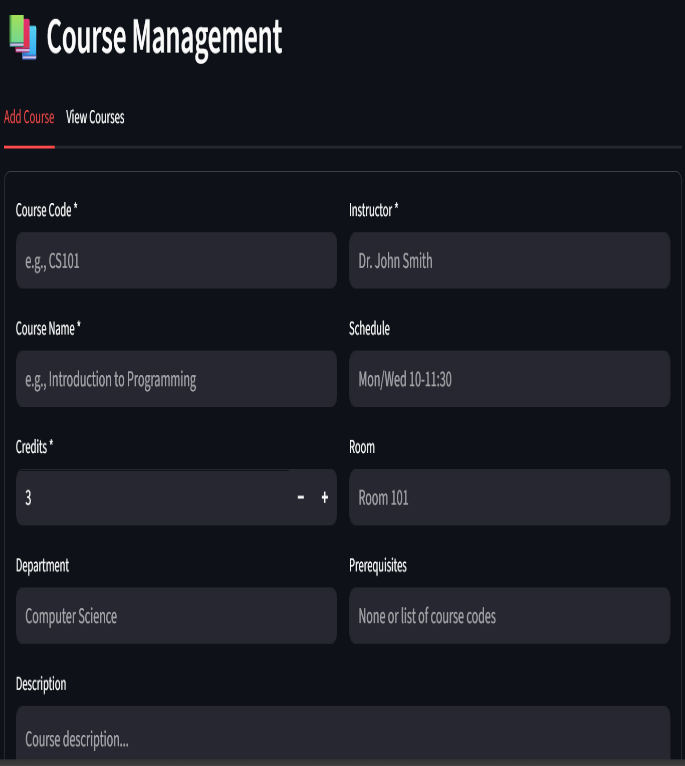 Course Management
Add Course View Courses
Course Code * Instructor *
e.g., CS101 Dr. John Smith
Course Name * Schedule
e.g., Introduction to Programming Mon/Wed 10-11:30
Credits * Room
3 - + Room 101
Department Prerequisites
Computer Science None or list of course codes
Description
Course description...